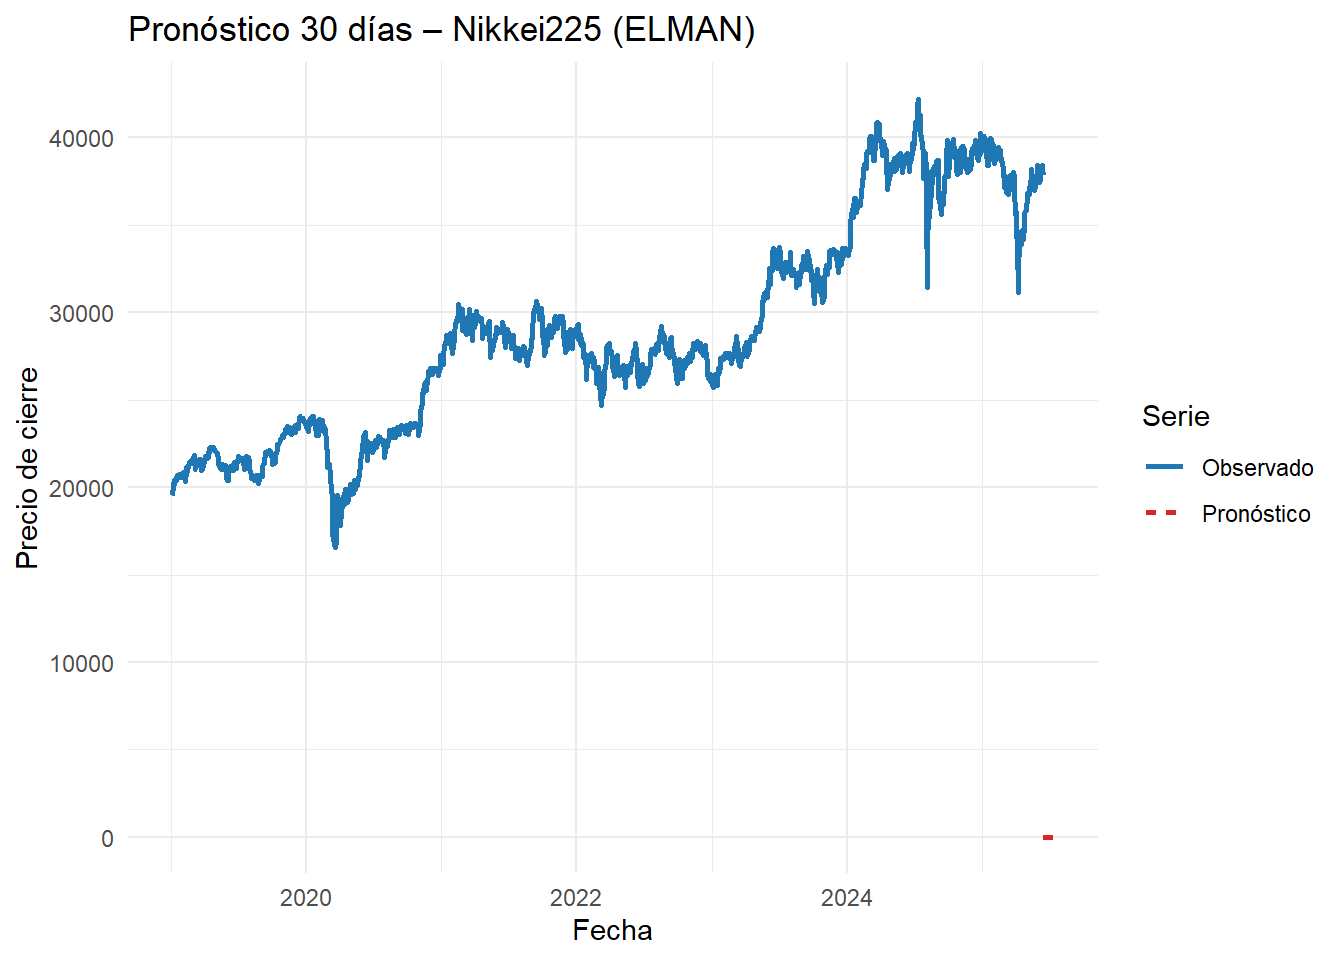 Pronóstico 30 días – Nikkei225 (ELMAN)
Precio de cierre
40000
30000
20000
10000
0
2020
2022
2024
Fecha
Serie
Observado
Pronóstico